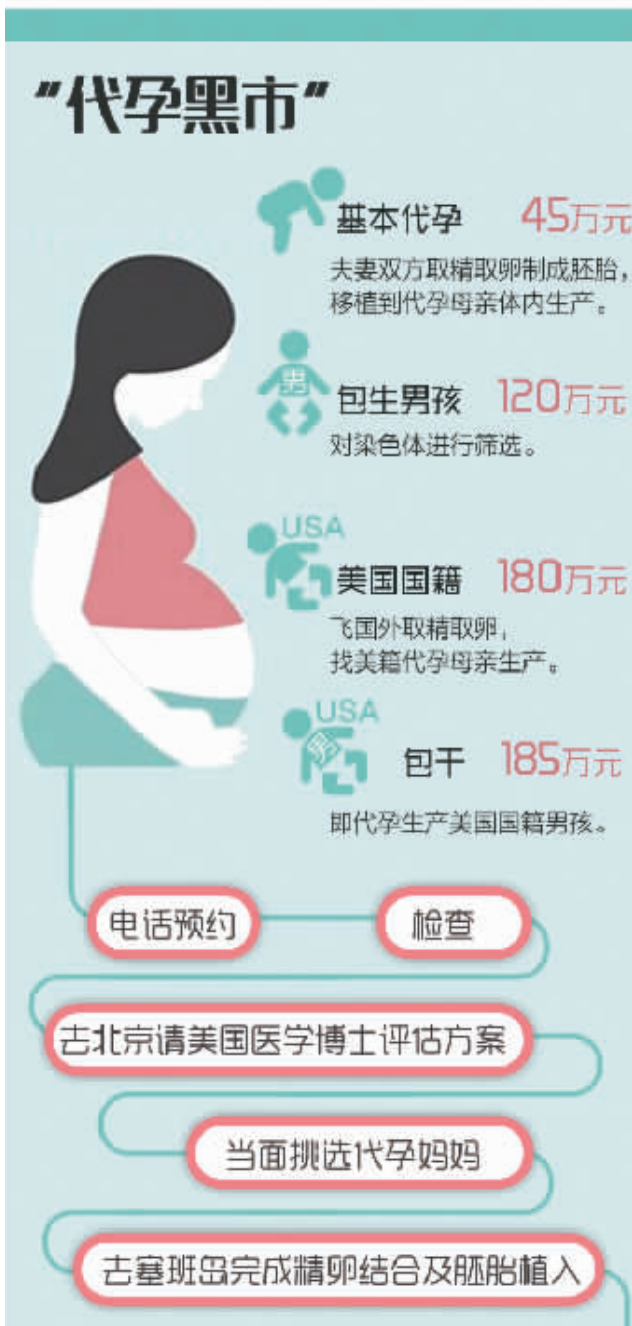 "代孕黑市"
基本代孕 45万元
夫妻双方取精取卵制成胚胎，
移植到代孕母亲体内生产。
男
包生男孩 120万元
对染色体进行筛选。
USA
美国国籍 180万元
飞国外取精取卵，
找美籍代孕母亲生产。
USA
男
包干 185万元
即代孕生产美国国籍男孩。
电话预约
检查
去北京请美国医学博士评估方案
当面挑选代孕妈妈
去塞班岛完成精卵结合及胚胎植入